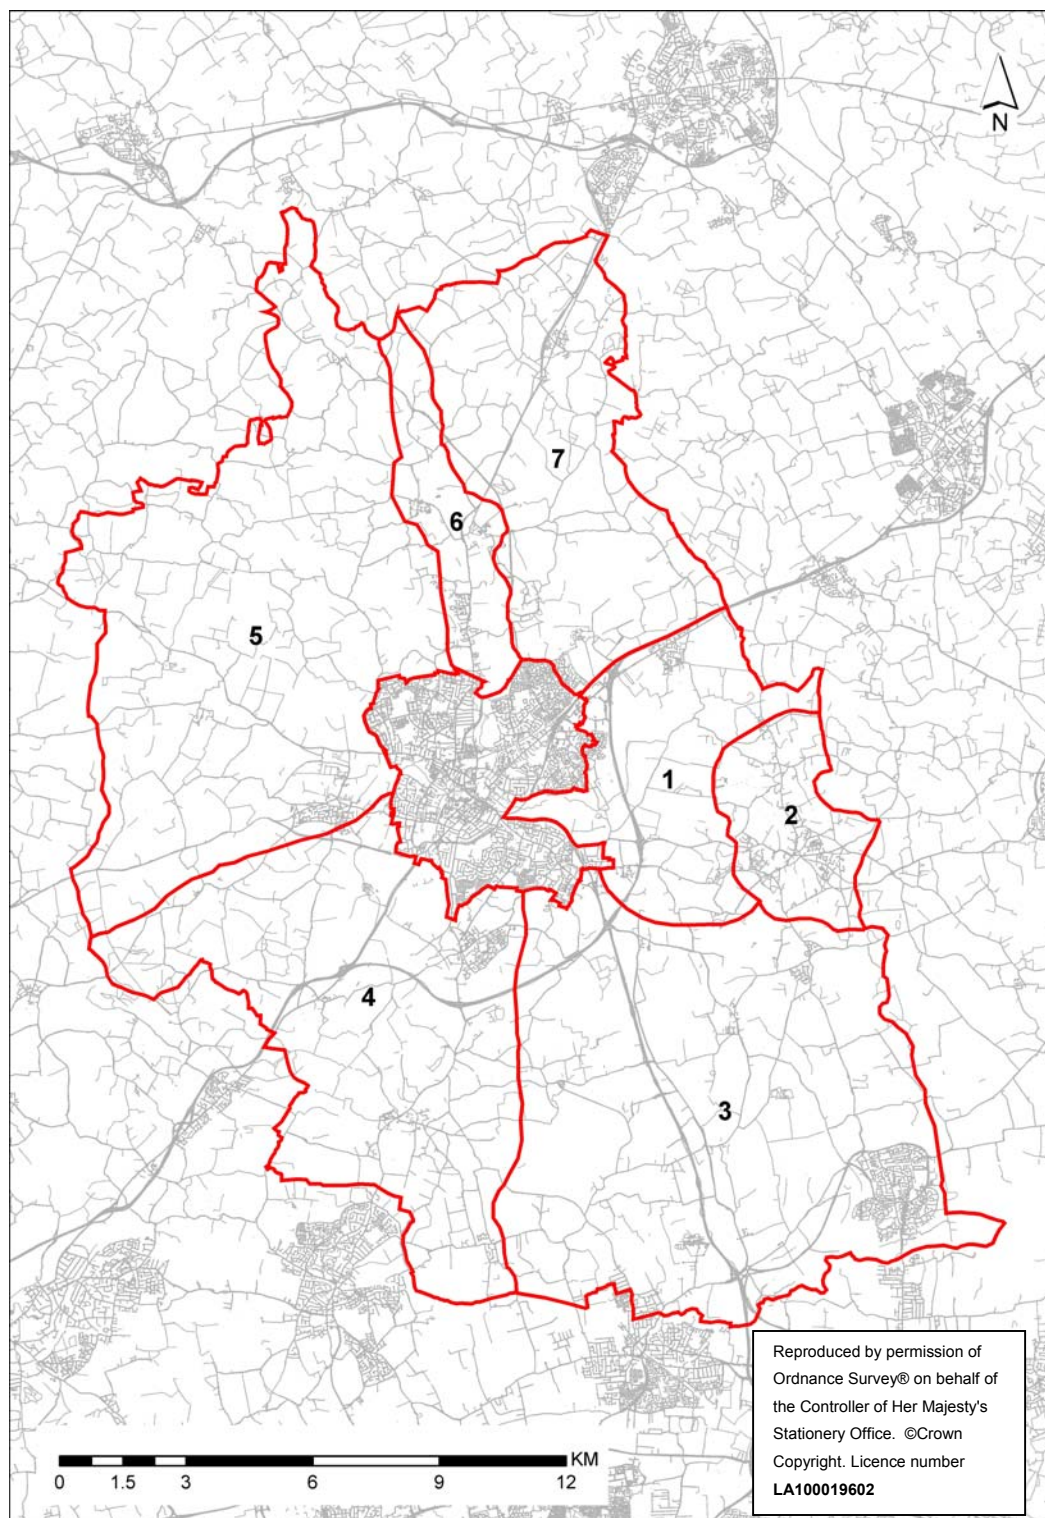 N
7
6
5
1
2
4
3
KM
0 1.5 3 6 9 12
Reproduced by permission of
Ordnance Survey® on behalf of
the Controller of Her Majesty's
Stationery Office. ©Crown
Copyright. Licence number
LA100019602